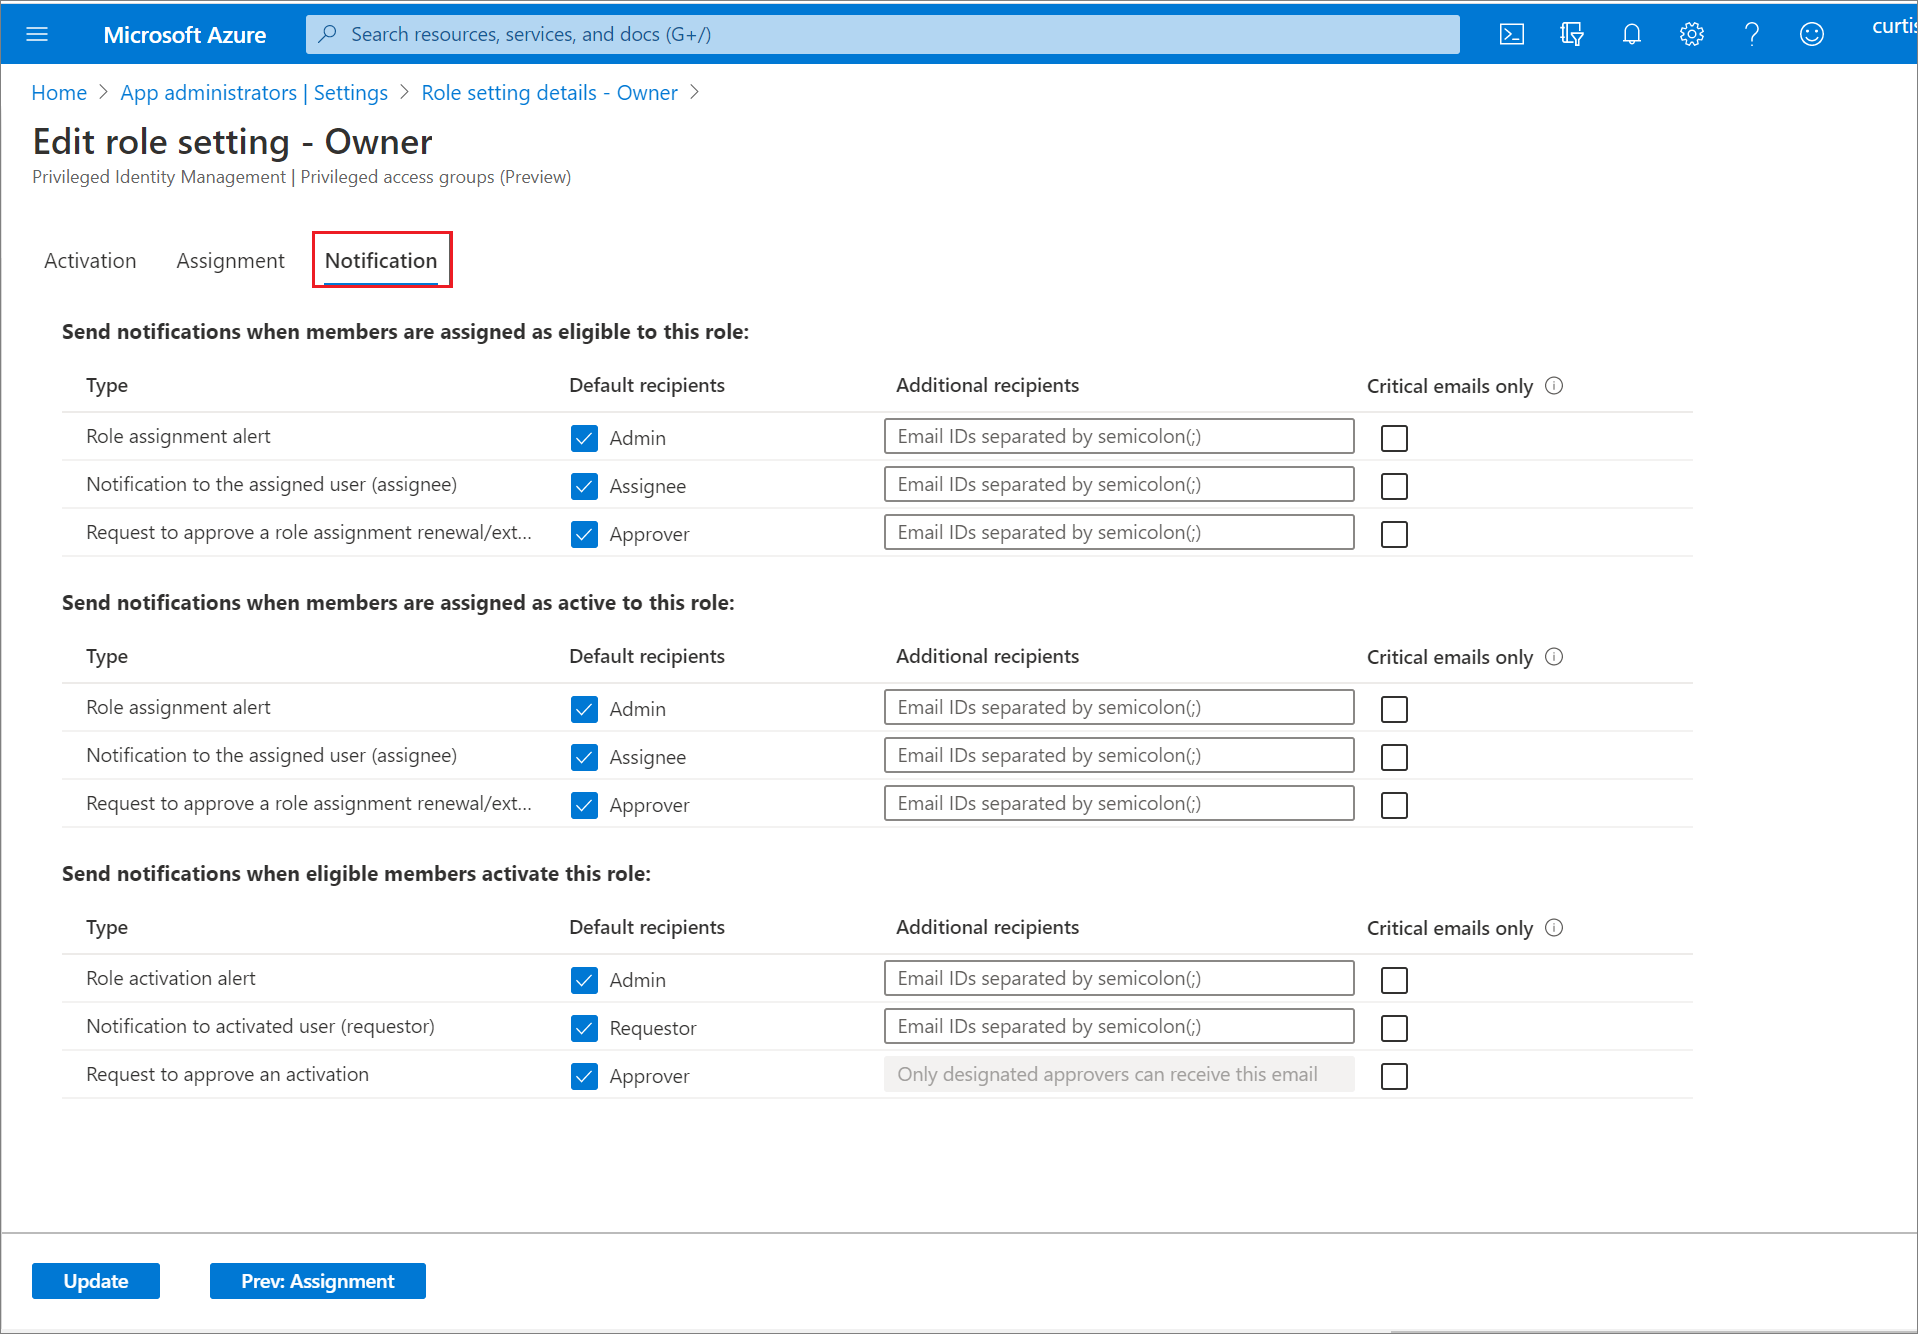 Microsoft Azure
Search resources, services, and docs (G+/)
curtis
Home > App administrators | Settings > Role setting details - Owner >
Edit role setting - Owner
Privileged Identity Management | Privileged access groups (Preview)
Activation Assignment Notification
Send notifications when members are assigned as eligible to this role:
Type Default recipients Additional recipients Critical emails only
Role assignment alert Admin Email IDs separated by semicolon(;)
Notification to the assigned user (assignee) Assignee Email IDs separated by semicolon(;)
Request to approve a role assignment renewal/ext... Approver Email IDs separated by semicolon(;)
Send notifications when members are assigned as active to this role:
Type Default recipients Additional recipients Critical emails only
Role assignment alert Admin Email IDs separated by semicolon(;)
Notification to the assigned user (assignee) Assignee Email IDs separated by semicolon(;)
Request to approve a role assignment renewal/ext... Approver Email IDs separated by semicolon(;)
Send notifications when eligible members activate this role:
Type Default recipients Additional recipients Critical emails only
Role activation alert Admin Email IDs separated by semicolon(;)
Notification to activated user (requestor) Requestor Email IDs separated by semicolon(;)
Request to approve an activation Approver Only designated approvers can receive this email
Update Prev: Assignment